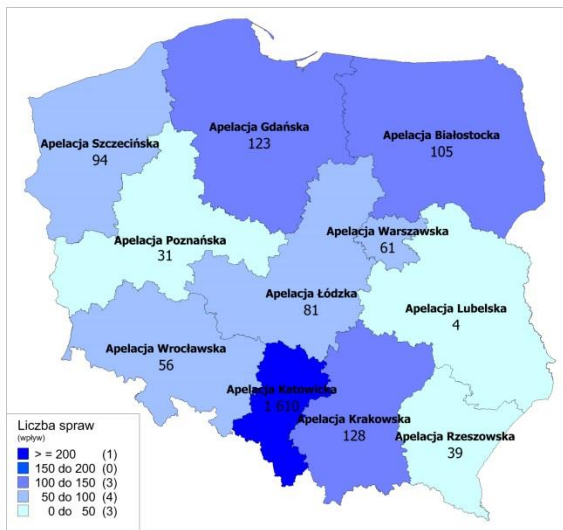 Apelacja Gdańska
123
Apelacja Białostocka
105
Apelacja Szczecińska
94
Apelacja Poznańska
31
Apelacja Warszawska
61
Apelacja Łódzka
81
Apelacja Lubelska
4
Apelacja Wrocławska
56
Apelacja Katowicka
1 610
Apelacja Krakowska
128
Apelacja Rzeszowska
39
Liczba spraw
(wpływ)
> = 200 (1)
150 do 200 (0)
100 do 150 (3)
50 do 100 (4)
0 do 50 (3)